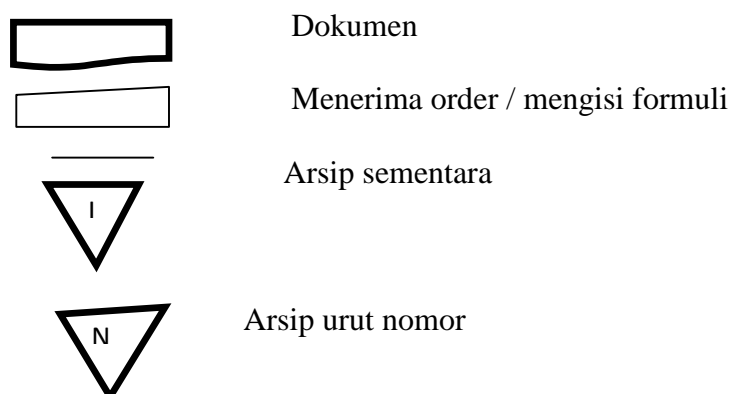 Dokumen
Menerima order / mengisi formuli
Arsip sementara
I
Arsip urut nomor
N